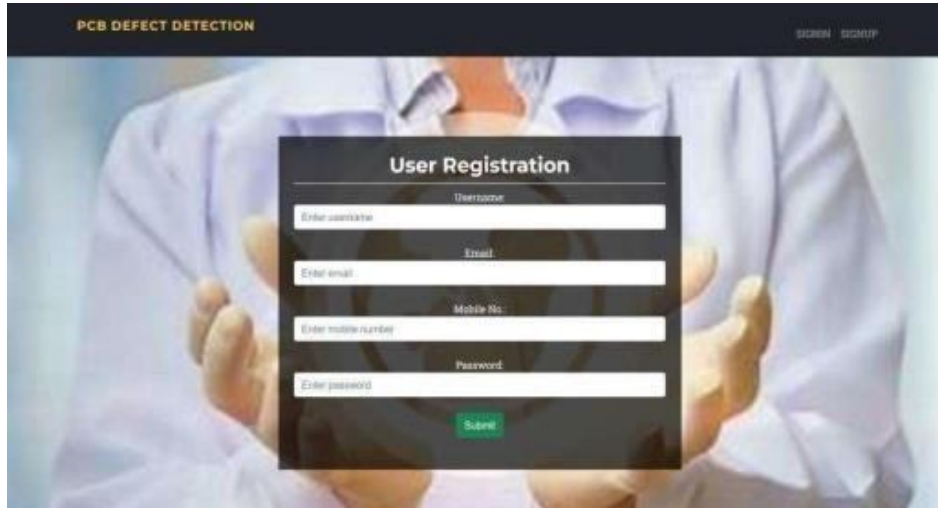 PCB DEFECT DETECTION
SIGNIN SIGNUP
User Registration
Username:
Enter username
Email:
Enter email
Mobile No.:
Enter mobile number
Password:
Enter password
Submit